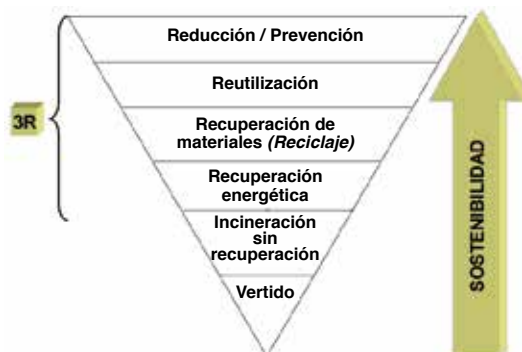 Reducción / Prevención
Reutilización
3R
Recuperación de
materiales (Reciclaje)
Recuperación
energética
Incineración
sin
recuperación
Vertido
SOSTENIBILIDAD